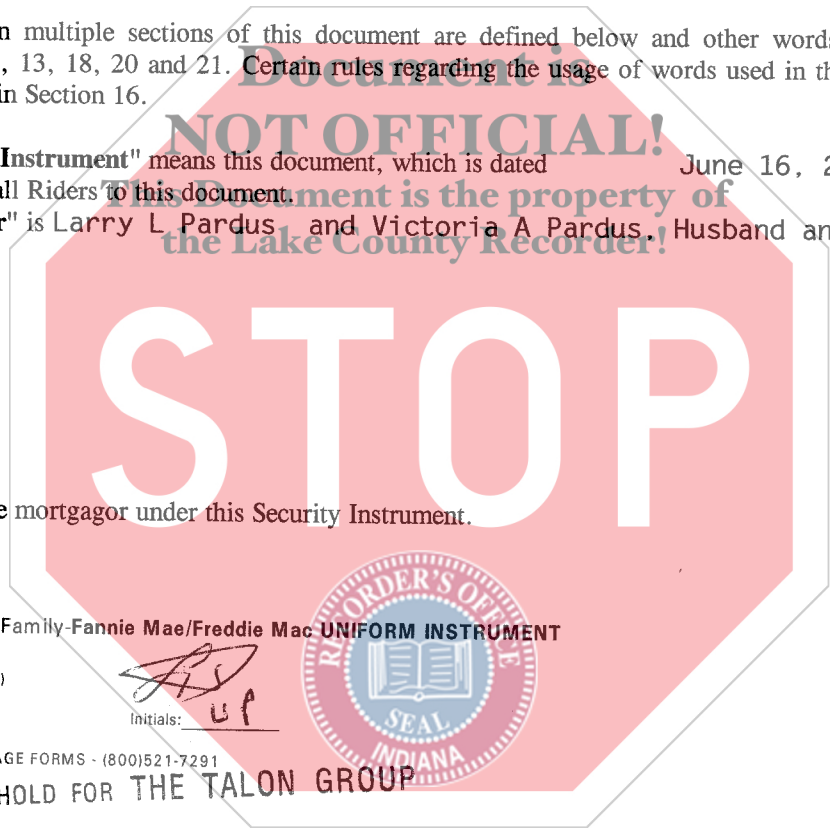 n multiple sections of this document are defined below and other words
, 13, 18, 20 and 21. Certain rules regarding the usage of words used in th
in Section 16.
Document is
NOT OFFICIAL!
This Document is the property of
the Lake County Recorder!
Instrument" means this document, which is dated June 16, 2
all Riders to this document.
r" is Larry L Pardus and Victoria A Pardus, Husband an
STOP
e mortgagor under this Security Instrument.
Family-Fannie Mae/Freddie Mac UNIFORM INSTRUMENT
)
Initials:
AGE FORMS - (800)521-7291
HOLD FOR THE TALON GROUP
RECORDER'S OFFICE
SEAL
INDIANA